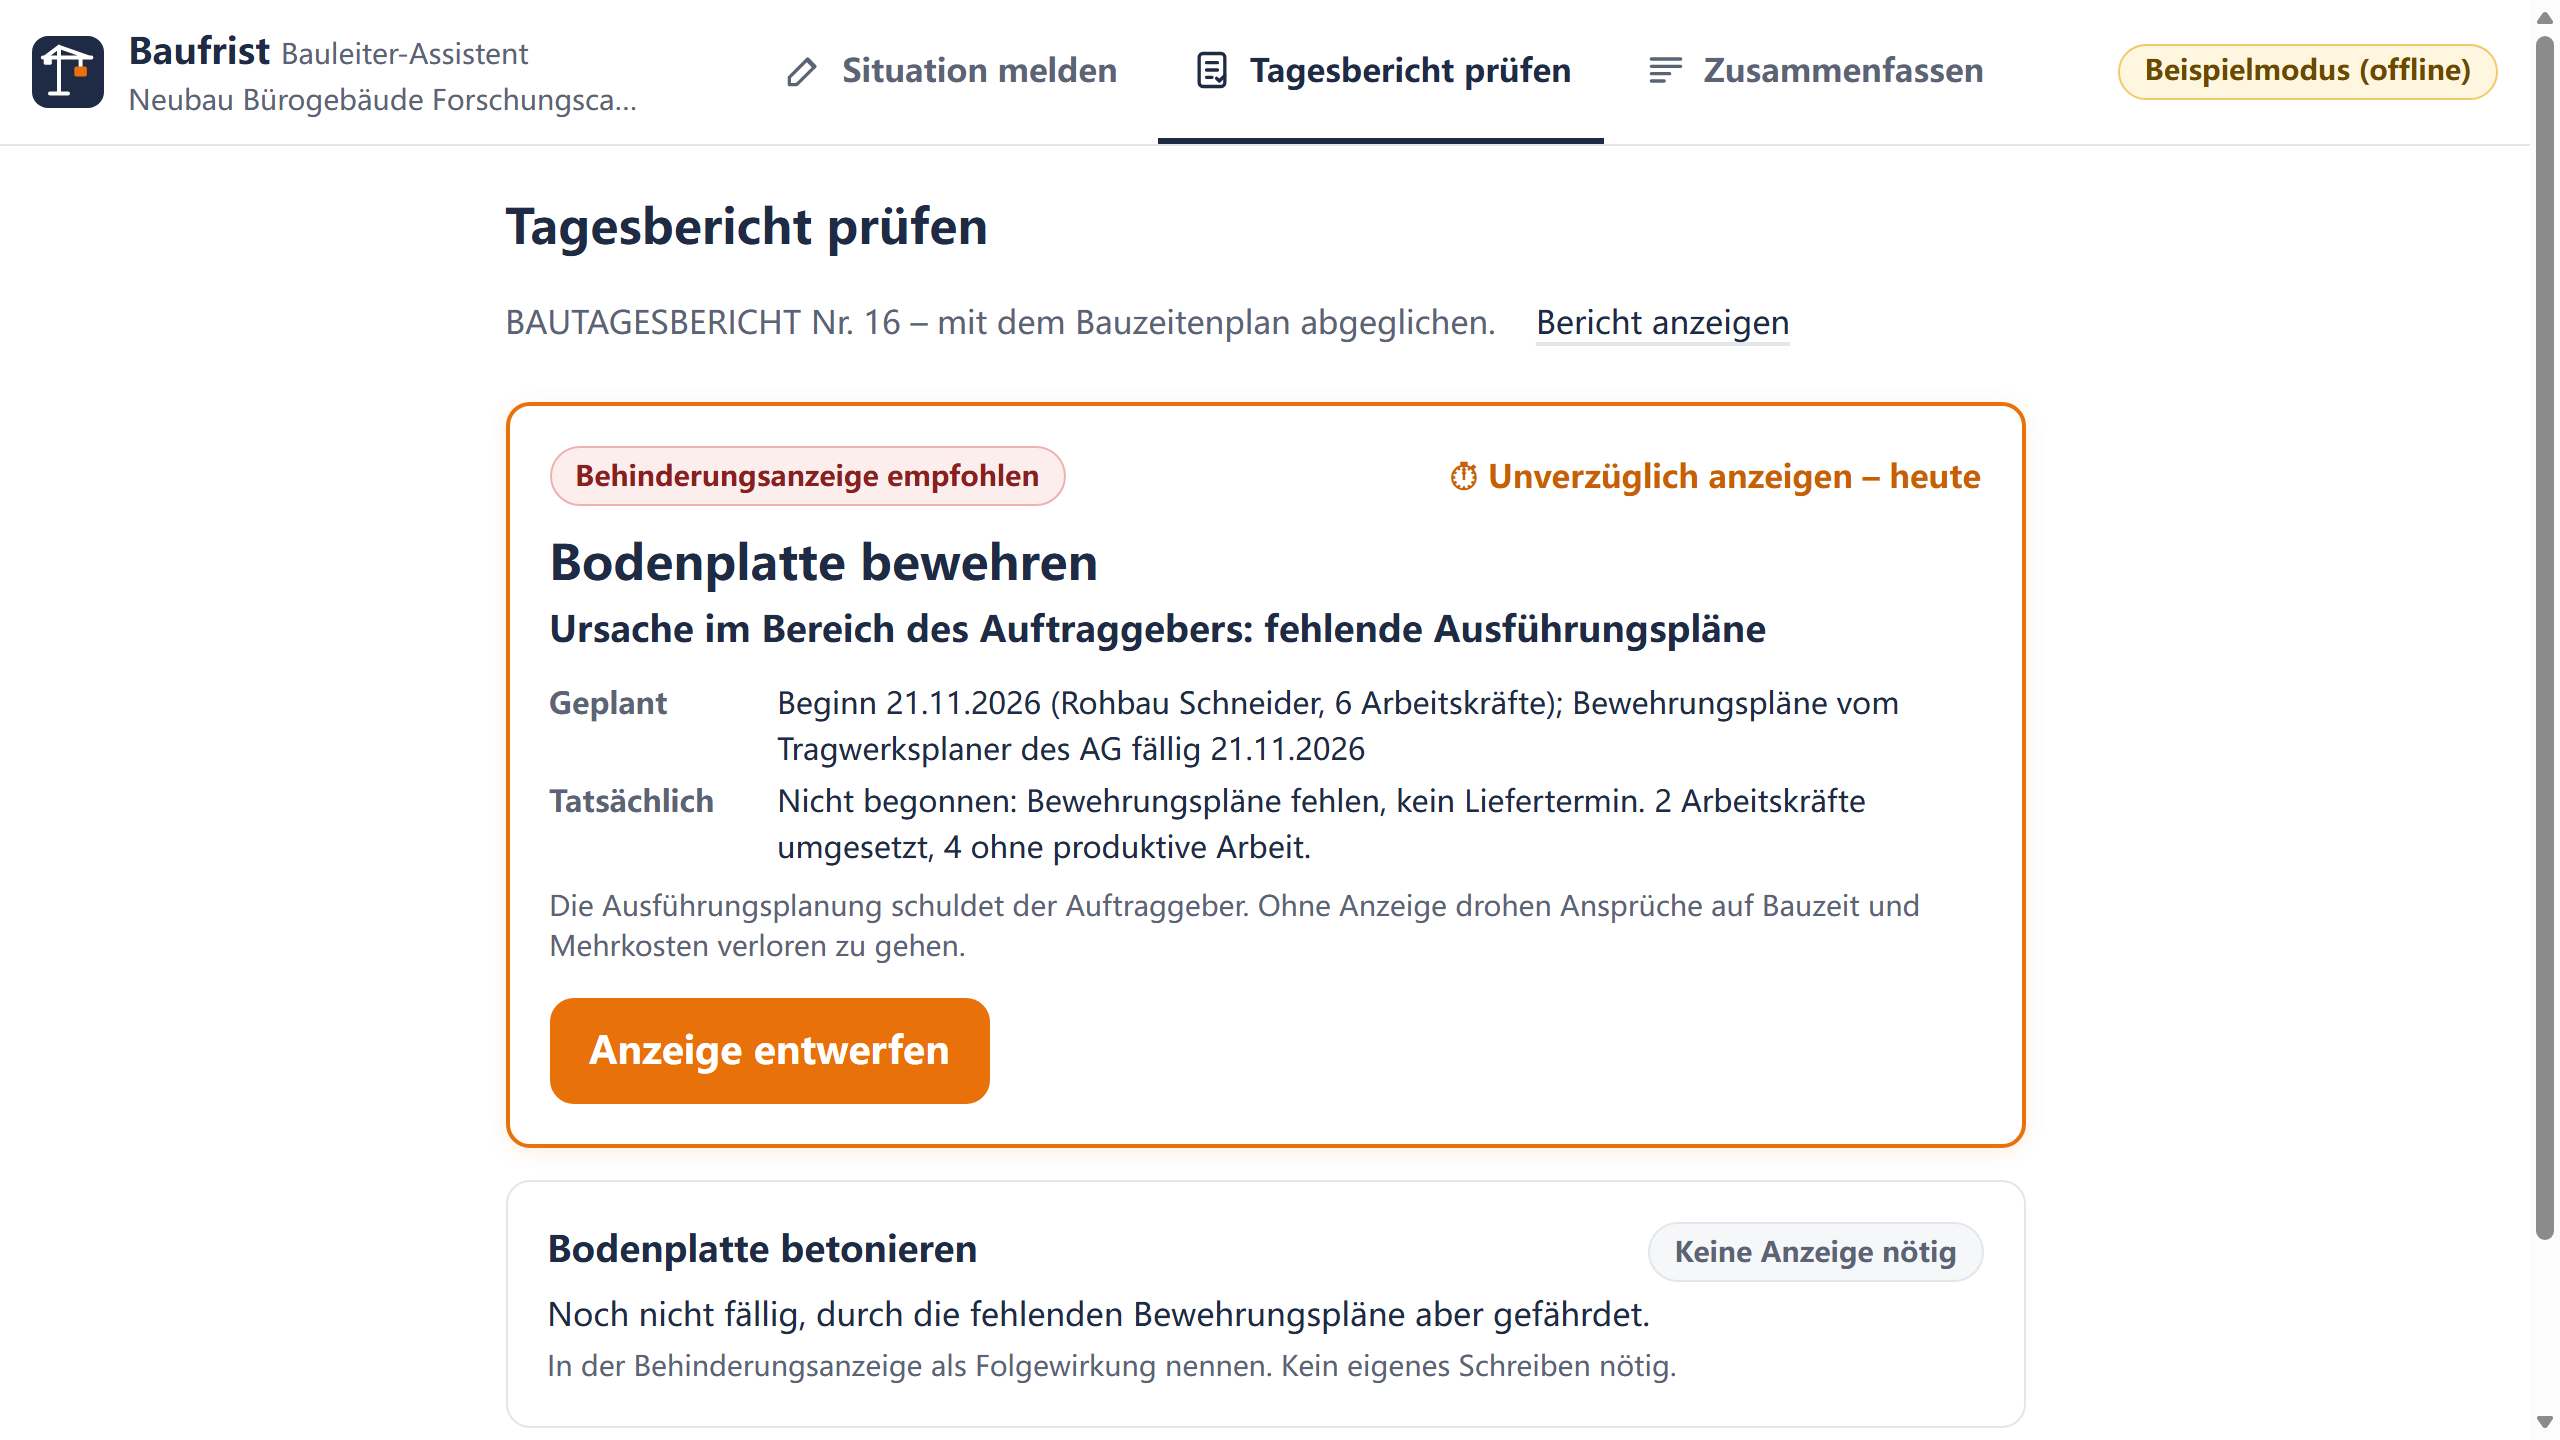 Baufrist Bauleiter-Assistent
Neubau Bürogebäude Forschungsca...
Situation melden
Tagesbericht prüfen
Zusammenfassen
Beispielmodus (offline)
Tagesbericht prüfen
BAUTAGESBERICHT Nr. 16 – mit dem Bauzeitenplan abgeglichen. Bericht anzeigen
Behinderungsanzeige empfohlen
Unverzüglich anzeigen – heute
Bodenplatte bewehren
Ursache im Bereich des Auftraggebers: fehlende Ausführungspläne
Geplant Beginn 21.11.2026 (Rohbau Schneider, 6 Arbeitskräfte); Bewehrungspläne vom
Tragwerksplaner des AG fällig 21.11.2026
Tatsächlich Nicht begonnen: Bewehrungspläne fehlen, kein Liefertermin. 2 Arbeitskräfte
umgesetzt, 4 ohne produktive Arbeit.
Die Ausführungsplanung schuldet der Auftraggeber. Ohne Anzeige drohen Ansprüche auf Bauzeit und
Mehrkosten verloren zu gehen.
Anzeige entwerfen
Bodenplatte betonieren
Keine Anzeige nötig
Noch nicht fällig, durch die fehlenden Bewehrungspläne aber gefährdet.
In der Behinderungsanzeige als Folgewirkung nennen. Kein eigenes Schreiben nötig.